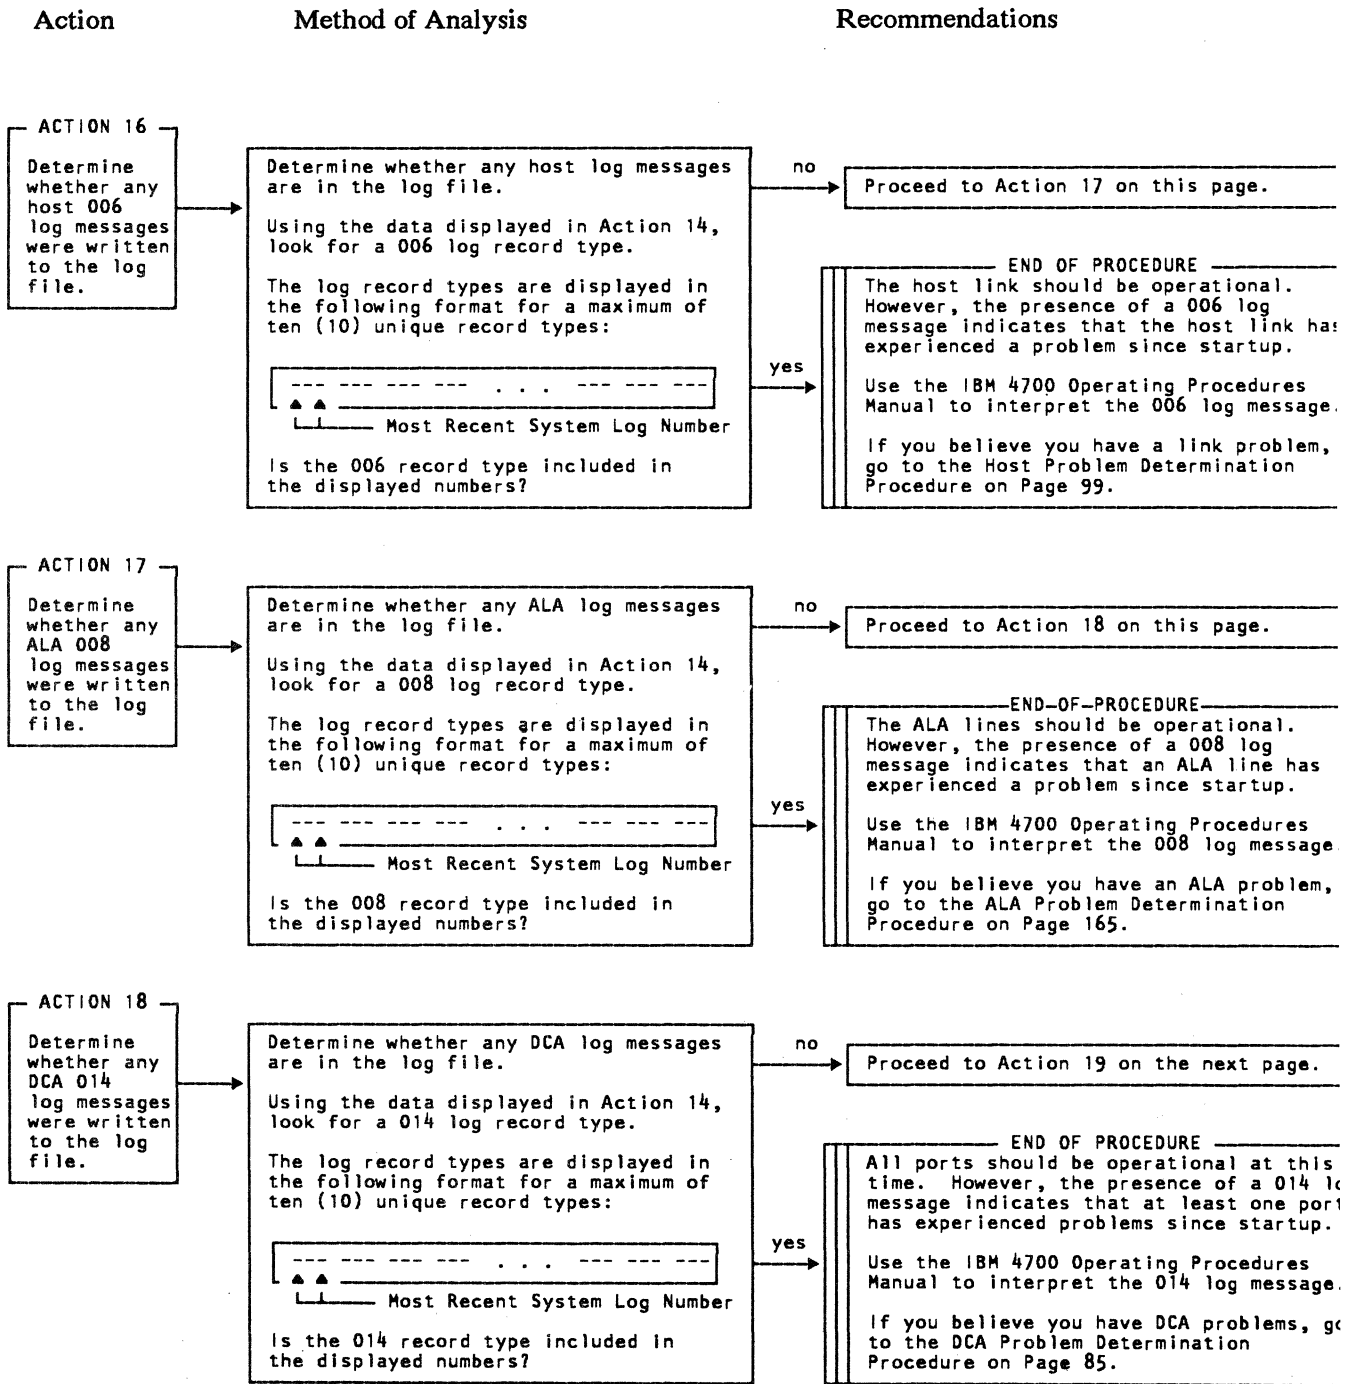 Action Method of Analysis Recommendations
ACTION 16
Determine
whether any
host 006
log messages
were written
to the log
file.
Determine whether any host log messages
are in the log file.
Using the data displayed in Action 14,
look for a 006 log record type.
The log record types are displayed in
the following format for a maximum of
ten (10) unique record types:
--- --- --- --- . . . --- --- ---
Most Recent System Log Number
Is the 006 record type included in
the displayed numbers?
no
Proceed to Action 17 on this page.
yes
END OF PROCEDURE
The host link should be operational.
However, the presence of a 006 log
message indicates that the host link has
experienced a problem since startup.
Use the IBM 4700 Operating Procedures
Manual to interpret the 006 log message.
If you believe you have a link problem,
go to the Host Problem Determination
Procedure on Page 99.
ACTION 17
Determine
whether any
ALA 008
log messages
were written
to the log
file.
Determine whether any ALA log messages
are in the log file.
Using the data displayed in Action 14,
look for a 008 log record type.
The log record types are displayed in
the following format for a maximum of
ten (10) unique record types:
--- --- --- --- . . . --- --- ---
Most Recent System Log Number
Is the 008 record type included in
the displayed numbers?
no
Proceed to Action 18 on this page.
yes
END-OF-PROCEDURE
The ALA lines should be operational.
However, the presence of a 008 log
message indicates that an ALA line has
experienced a problem since startup.
Use the IBM 4700 Operating Procedures
Manual to interpret the 008 log message.
If you believe you have an ALA problem,
go to the ALA Problem Determination
Procedure on Page 165.
ACTION 18
Determine
whether any
DCA 014
log messages
were written
to the log
file.
Determine whether any DCA log messages
are in the log file.
Using the data displayed in Action 14,
look for a 014 log record type.
The log record types are displayed in
the following format for a maximum of
ten (10) unique record types:
--- --- --- --- . . . --- --- ---
Most Recent System Log Number
Is the 014 record type included in
the displayed numbers?
no
Proceed to Action 19 on the next page.
yes
END OF PROCEDURE
All ports should be operational at this
time. However, the presence of a 014
message indicates that at least one port
has experienced problems since startup.
Use the IBM 4700 Operating Procedures
Manual to interpret the 014 log message.
If you believe you have DCA problems,
to the DCA Problem Determination
Procedure on Page 85.